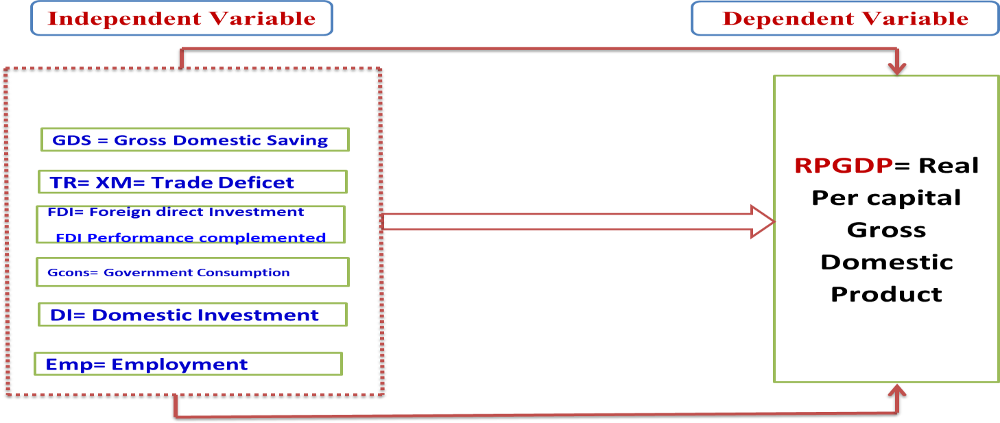 Independent Variable
Dependent Variable
GDS = Gross Domestic Saving
TR= XM= Trade Deficet
FDI= Foreign direct Investment
FDI Performance complemented
Gcons= Government Consumption
DI= Domestic Investment
Emp= Employment
RPGDP= Real
Per capital
Gross
Domestic
Product